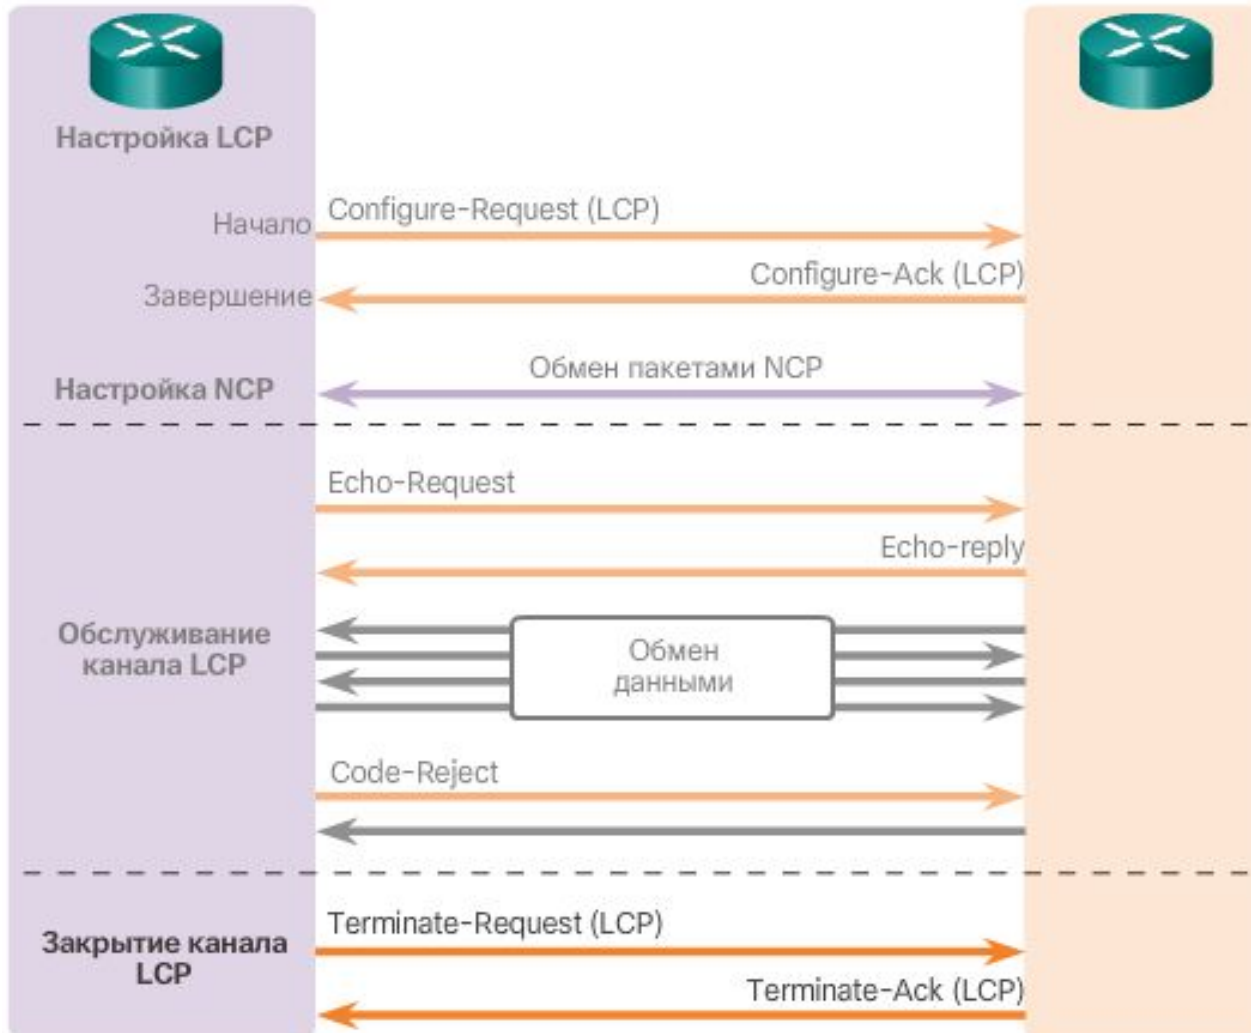 Настройка LCP
Начало
Configure-Request (LCP)
Configure-Ack (LCP)
Завершение
Обмен пакетами NCP
Настройка NCP
Echo-Request
Echo-reply
Обслуживание
канала LCP
Обмен
данными
Code-Reject
Terminate-Request (LCP)
Закрытие канала
LCP
Terminate-Ack (LCP)